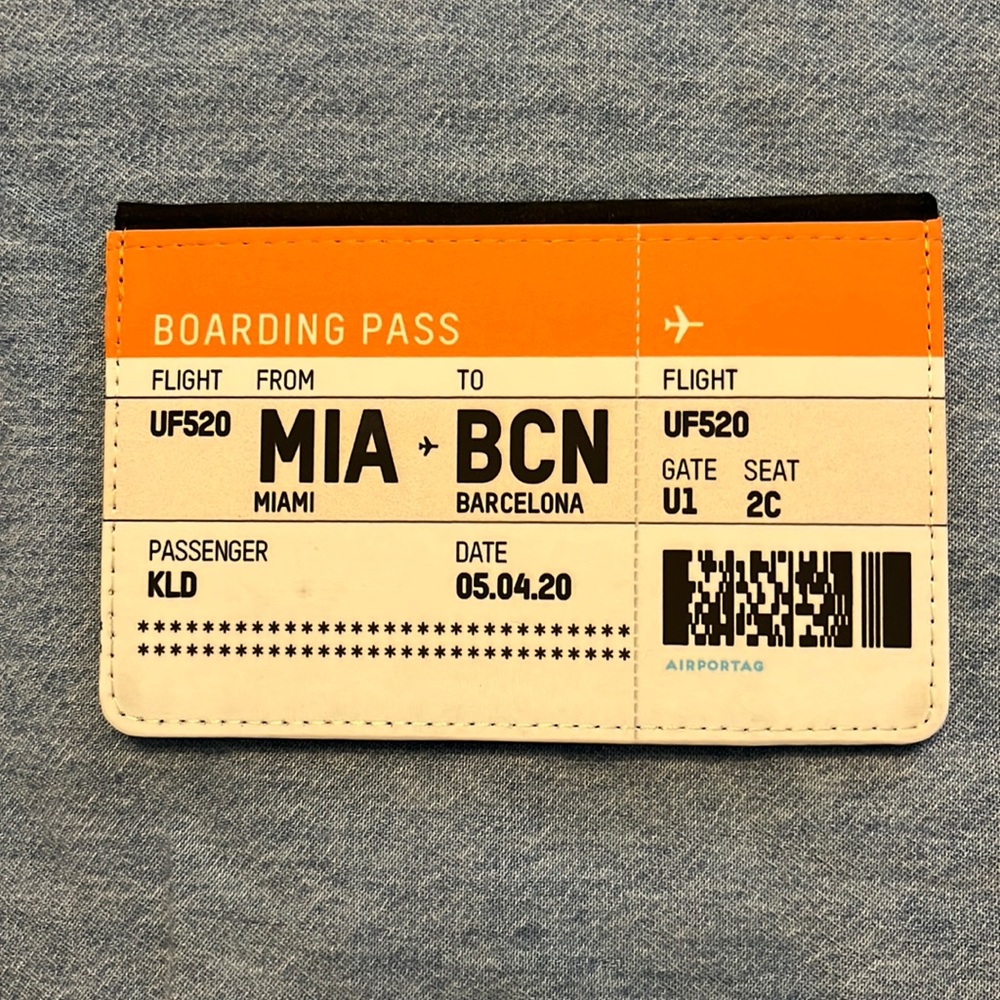 BOARDING PASS
FLIGHT FROM TO FLIGHT
UF520 MIA BCN UF520
MIAMI BARCELONA
GATE SEAT
U1 2C
PASSENGER DATE
KLD 05.04.20
*******************************
*******************************
AIRPORTAG